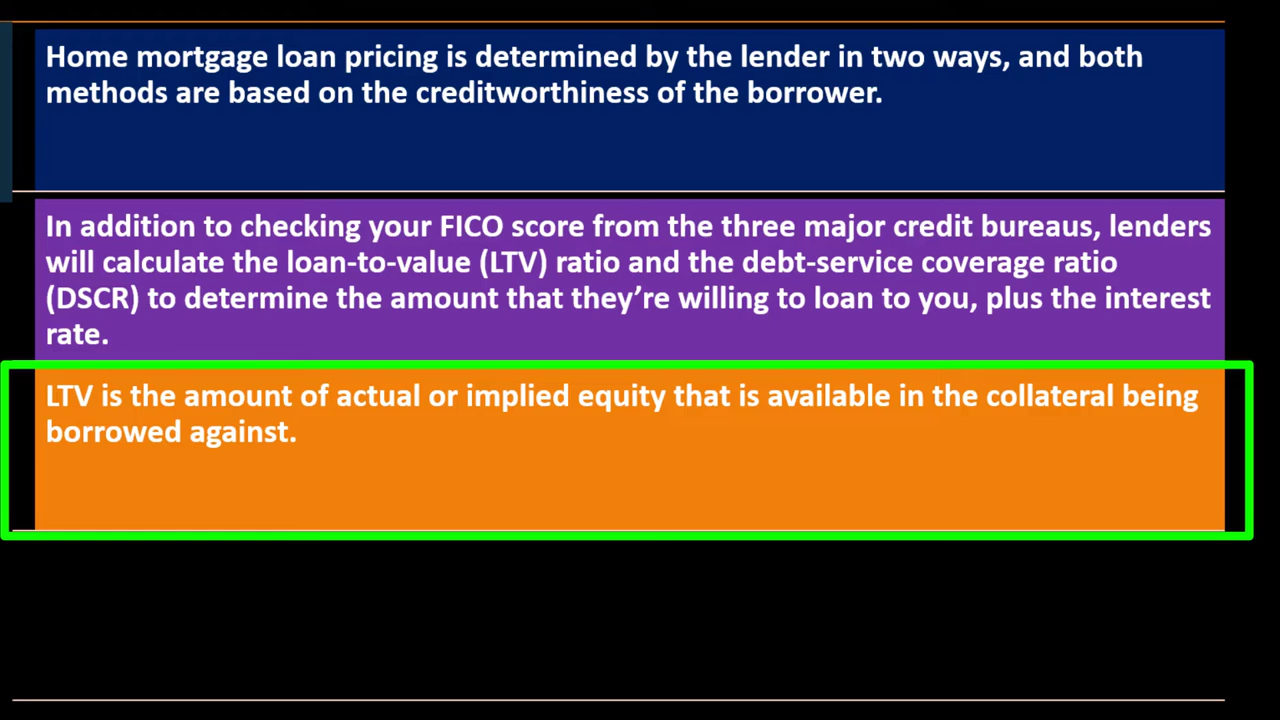 Home mortgage loan pricing is determined by the lender in two ways, and both
methods are based on the creditworthiness of the borrower.
In addition to checking your FICO score from the three major credit bureaus, lenders
will calculate the loan-to-value (LTV) ratio and the debt-service coverage ratio
(DSCR) to determine the amount that they’re willing to loan to you, plus the interest
rate.
LTV is the amount of actual or implied equity that is available in the collateral being
borrowed against.